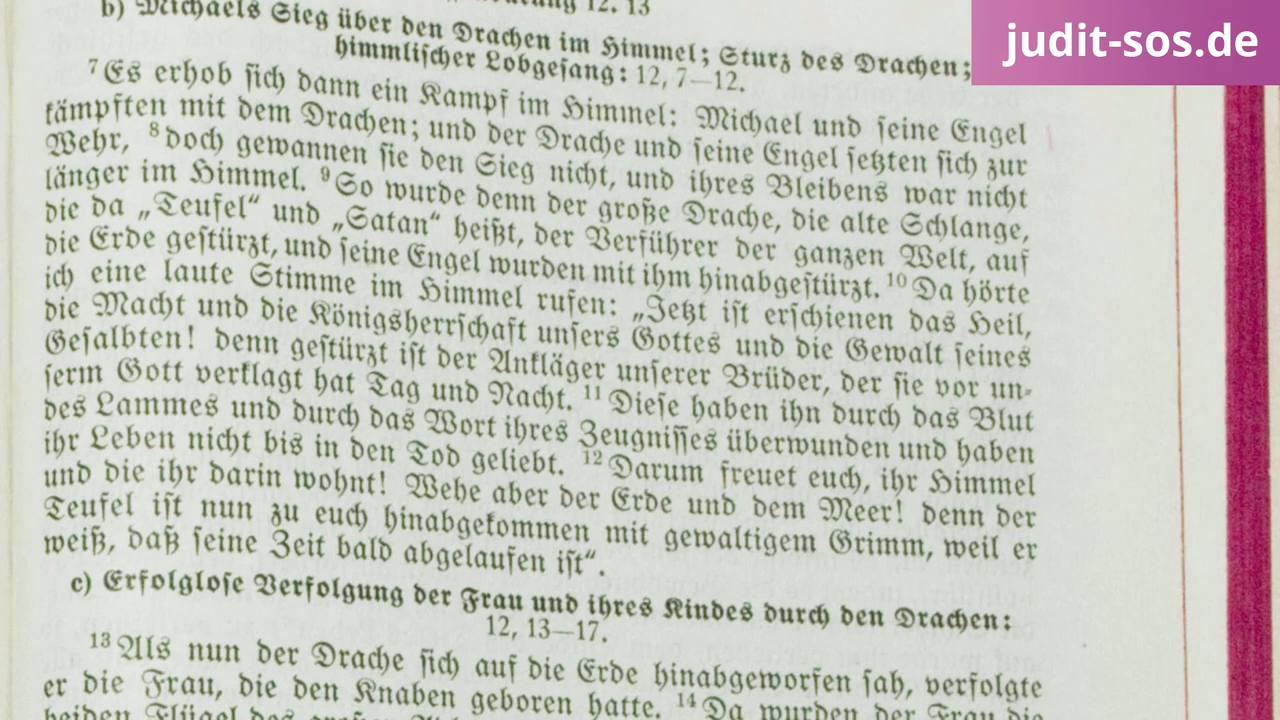 12. 13
judit-sos.de
b) Michaels Sieg über den Drachen im Himmel; Sturz des Drachen;
himmlischer Lobgesang: 12, 7—12.
7 Es erhob sich dann ein Kampf im Himmel: Michael und seine Engel
kämpften mit dem Drachen; und der Drache und seine Engel setzten sich zur
Wehr, 8 doch gewannen sie den Sieg nicht, und ihres Bleibens war nicht
länger im Himmel. 9 So wurde denn der große Drache, die alte Schlange,
die da „Teufel“ und „Satan“ heißt, der Verführer der ganzen Welt, auf
die Erde gestürzt, und seine Engel wurden mit ihm hinabgestürzt. 10 Da hörte
ich eine laute Stimme im Himmel rufen: „Jetzt ist erschienen das Heil,
die Macht und die Königsherrschaft unsers Gottes und die Gewalt seines
Gesalbten! denn gestürzt ist der Ankläger unserer Brüder, der sie vor un-
serm Gott verklagt hat Tag und Nacht. 11 Diese haben ihn durch das Blut
des Lammes und durch das Wort ihres Zeugnisses überwunden und haben
ihr Leben nicht bis in den Tod geliebt. 12 Darum freuet euch, ihr Himmel
und die ihr darin wohnt! Wehe aber der Erde und dem Meer! denn der
Teufel ist nun zu euch hinabgekommen mit gewaltigem Grimm, weil er
weiß, daß seine Zeit bald abgelaufen ist“.
c) Erfolglose Verfolgung der Frau und ihres Kindes durch den Drachen:
12, 13—17.
13 Als nun der Drache sich auf die Erde hinabgeworfen sah, verfolgte
er die Frau, die den Knaben geboren hatte. 14 Da wurden der Frau die
beiden Flügel des großen